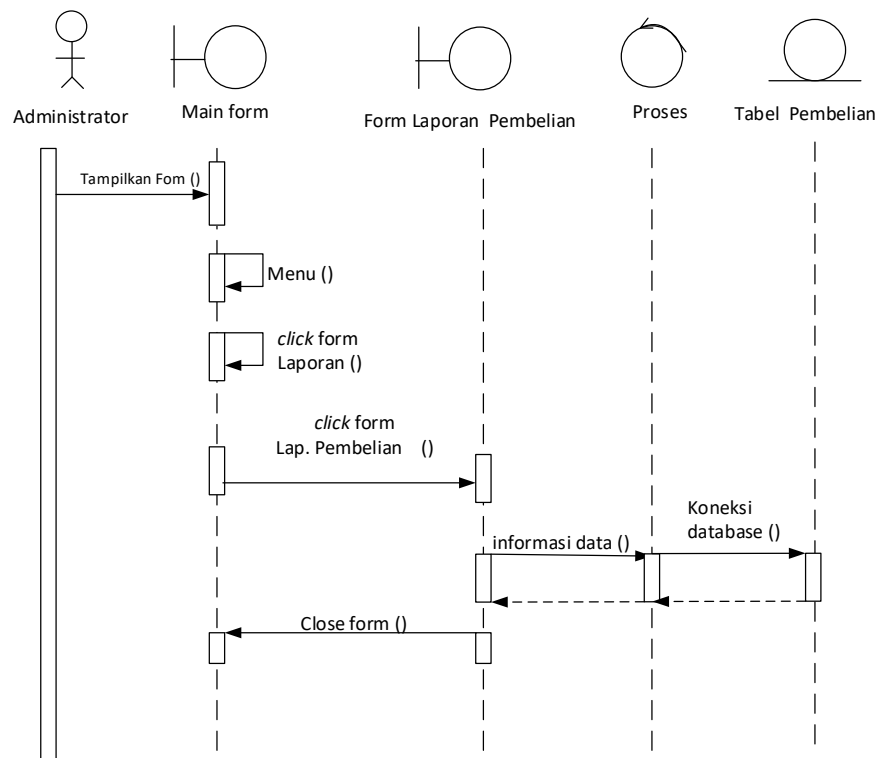 Administrator
Main form
Form Laporan Pembelian
Proses
Tabel Pembelian
Tampilkan Fom ()
Menu ()
click form
Laporan ()
click form
Lap. Pembelian ()
Koneksi
database ()
informasi data ()
Close form ()